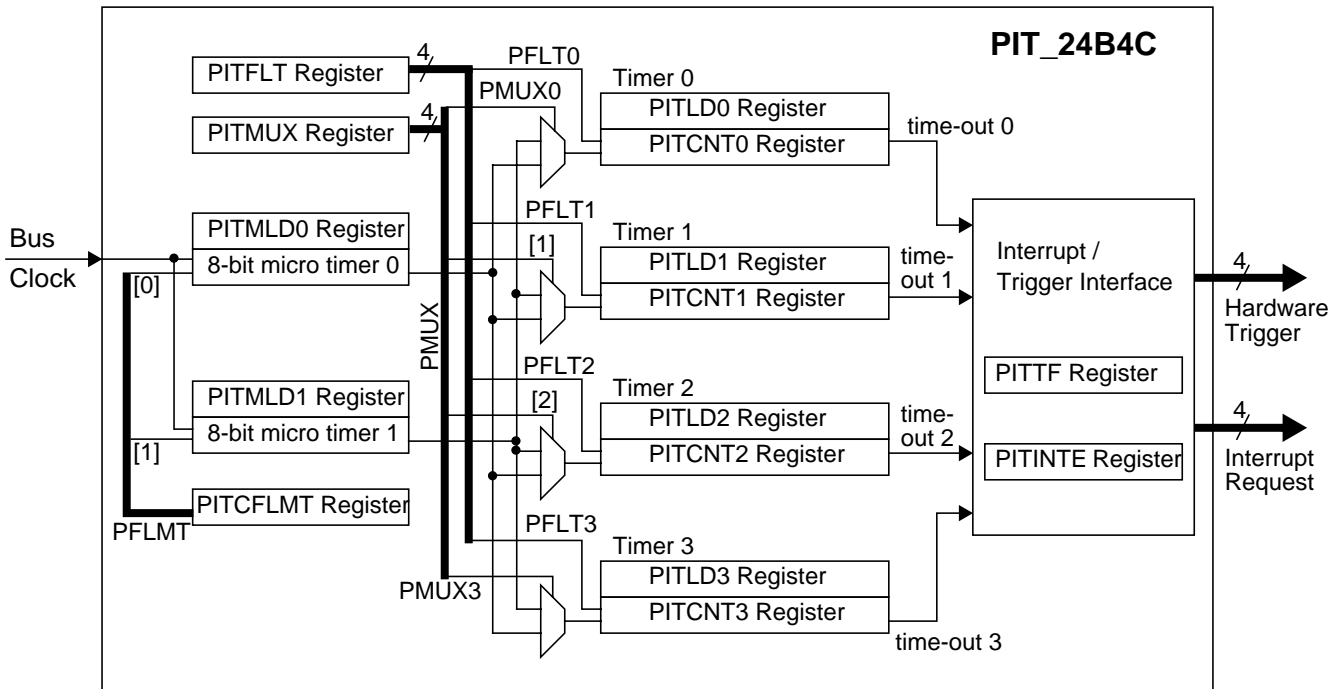 PIT_24B4C
4
PFLT0
PITFLT Register
Timer 0
PMUX0
PITLD0 Register
4
PITMUX Register
time-out 0
PITCNT0 Register
PFLT1
Bus
Clock
PITMLD0 Register
8-bit micro timer 0
[0]
[1]
Timer 1
PITLD1 Register
PITCNT1 Register
time-
out 1
Interrupt /
Trigger Interface
4
Hardware
Trigger
PMUX
PFLT2
Timer 2
PITMLD1 Register
8-bit micro timer 1
[1]
[2]
PITLD2 Register
PITCNT2 Register
time-
out 2
PITTF Register
4
PITINTE Register
Interrupt
Request
PITCFLMT Register
PFLMT
PFLT3
Timer 3
PITLD3 Register
PMUX3
PITCNT3 Register
time-out 3